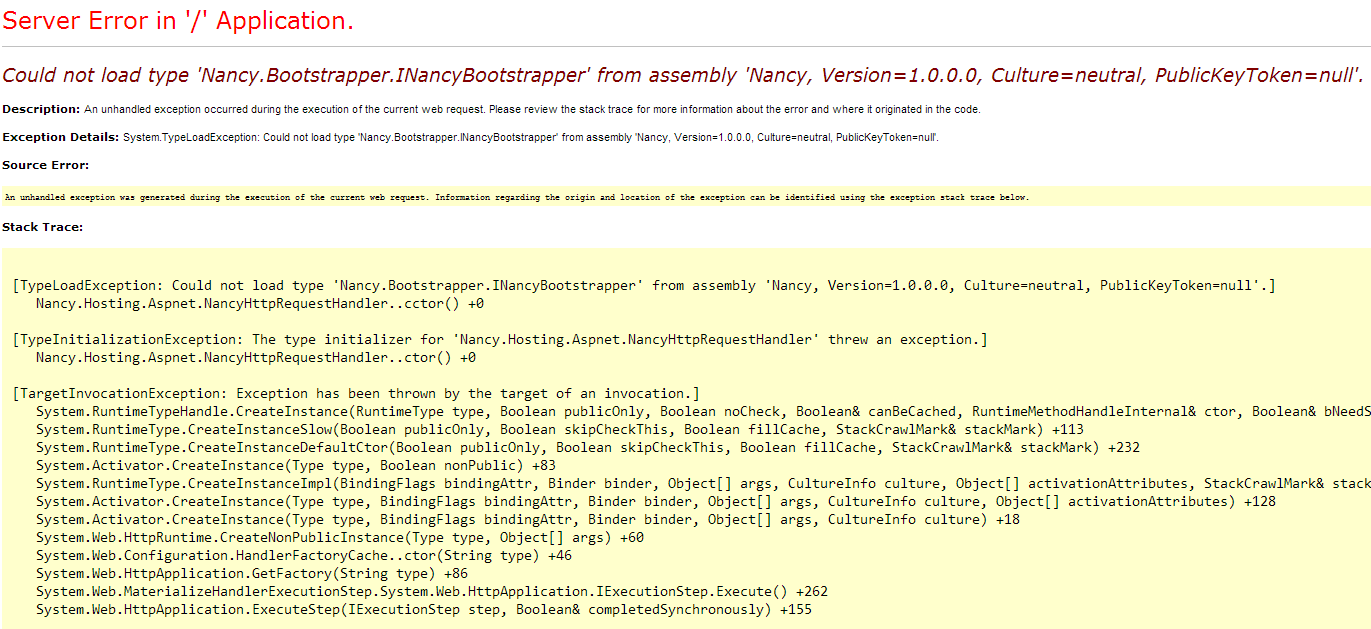 Server Error in '/' Application.
Could not load type 'Nancy.Bootstrapper.INancyBootstrapper' from assembly 'Nancy, Version=1.0.0.0, Culture=neutral, PublicKeyToken=null'.
Description: An unhandled exception occurred during the execution of the current web request. Please review the stack trace for more information about the error and where it originated in the code.
Exception Details: System.TypeLoadException: Could not load type 'Nancy.Bootstrapper.INancyBootstrapper' from assembly 'Nancy, Version=1.0.0.0, Culture=neutral, PublicKeyToken=null'.
Source Error:
An unhandled exception was generated during the execution of the current web request. Information regarding the origin and location of the exception can be identified using the exception stack trace below.
Stack Trace:
[TypeLoadException: Could not load type 'Nancy.Bootstrapper.INancyBootstrapper' from assembly 'Nancy, Version=1.0.0.0, Culture=neutral, PublicKeyToken=null'.]
Nancy.Hosting.Aspnet.NancyHttpRequestHandler..cctor() +0
[TypeInitializationException: The type initializer for 'Nancy.Hosting.Aspnet.NancyHttpRequestHandler' threw an exception.]
Nancy.Hosting.Aspnet.NancyHttpRequestHandler..ctor() +0
[TargetInvocationException: Exception has been thrown by the target of an invocation.]
System.RuntimeTypeHandle.CreateInstance(RuntimeType type, Boolean publicOnly, Boolean noCheck, Boolean& canBeCached, RuntimeMethodHandleInternal& ctor, Boolean& bNeedS
System.RuntimeType.CreateInstanceSlow(Boolean publicOnly, Boolean skipCheckThis, Boolean fillCache, StackCrawlMark& stackMark) +113
System.RuntimeType.CreateInstanceDefaultCtor(Boolean publicOnly, Boolean skipCheckThis, Boolean fillCache, StackCrawlMark& stackMark) +232
System.Activator.CreateInstance(Type type, Boolean nonPublic) +83
System.RuntimeType.CreateInstanceImpl(BindingFlags bindingAttr, Binder binder, Object[] args, CultureInfo culture, Object[] activationAttributes, StackCrawlMark& stack
System.Activator.CreateInstance(Type type, BindingFlags bindingAttr, Binder binder, Object[] args, CultureInfo culture, Object[] activationAttributes) +128
System.Activator.CreateInstance(Type type, BindingFlags bindingAttr, Binder binder, Object[] args, CultureInfo culture) +18
System.Web.HttpRuntime.CreateNonPublicInstance(Type type, Object[] args) +60
System.Web.Configuration.HandlerFactoryCache..ctor(String type) +46
System.Web.HttpApplication.GetFactory(String type) +86
System.Web.MaterializeHandlerExecutionStep.System.Web.HttpApplication.IExecutionStep.Execute() +262
System.Web.HttpApplication.ExecuteStep(IExecutionStep step, Boolean& completedSynchronously) +155